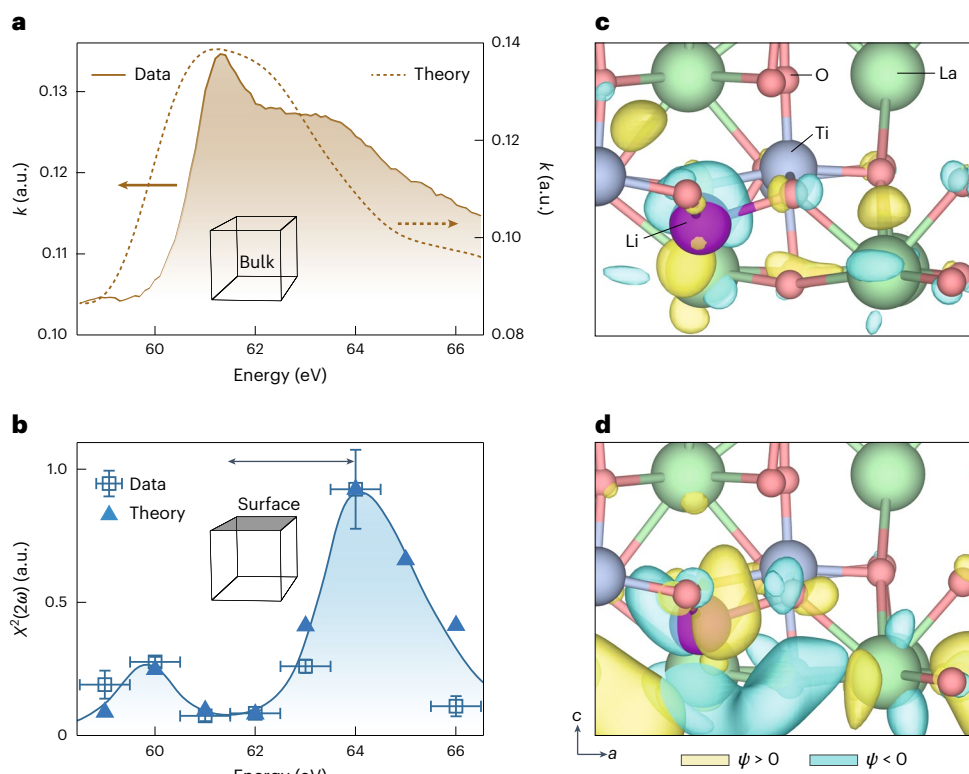 a
Data
Theory
Bulk
k (a.u.)
0.13
0.12
0.11
0.10
0.14
0.12
0.10
0.08
k (a.u.)
60
62
64
66
Energy (eV)
b
Data
Theory
Surface
χ²(2ω) (a.u.)
1.0
0.5
0
60
62
64
66
Energy (eV)
c
O
La
Ti
Li
d
c
a
ψ > 0
ψ < 0